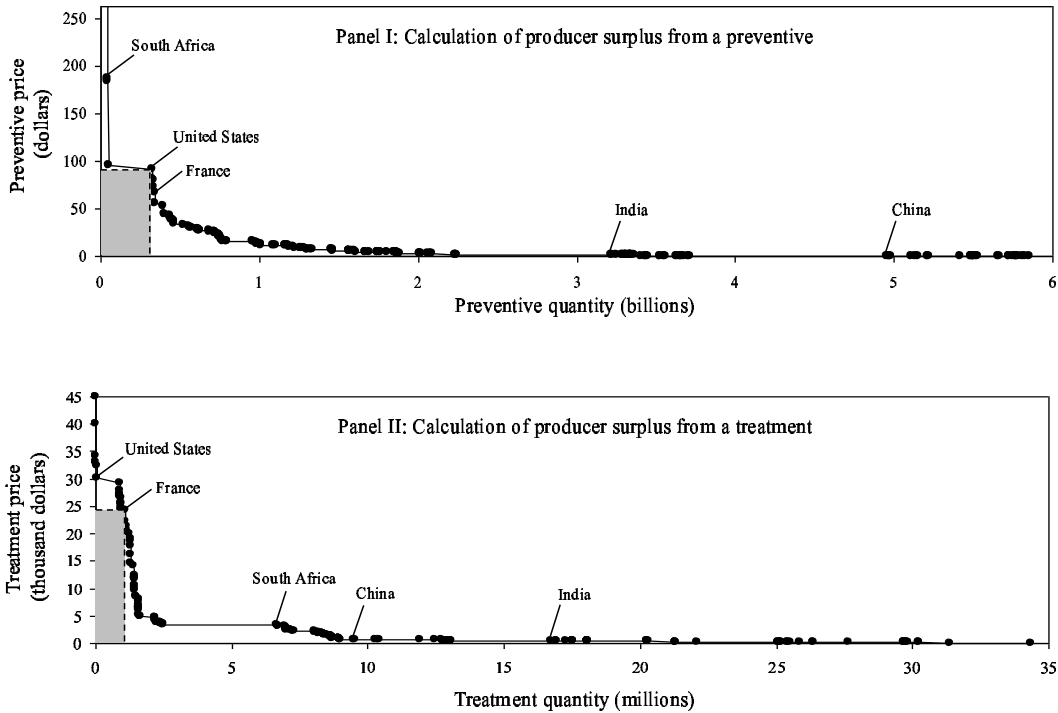 Panel I: Calculation of producer surplus from a preventive
Preventive price
(dollars)
250
200
150
100
50
0
South Africa
United States
France
India
China
0 1 2 3 4 5 6
Preventive quantity (billions)
Panel II: Calculation of producer surplus from a treatment
Treatment price
(thousand dollars)
45
40
35
30
25
20
15
10
5
0
United States
France
South Africa
China
India
0 5 10 15 20 25 30 35
Treatment quantity (millions)